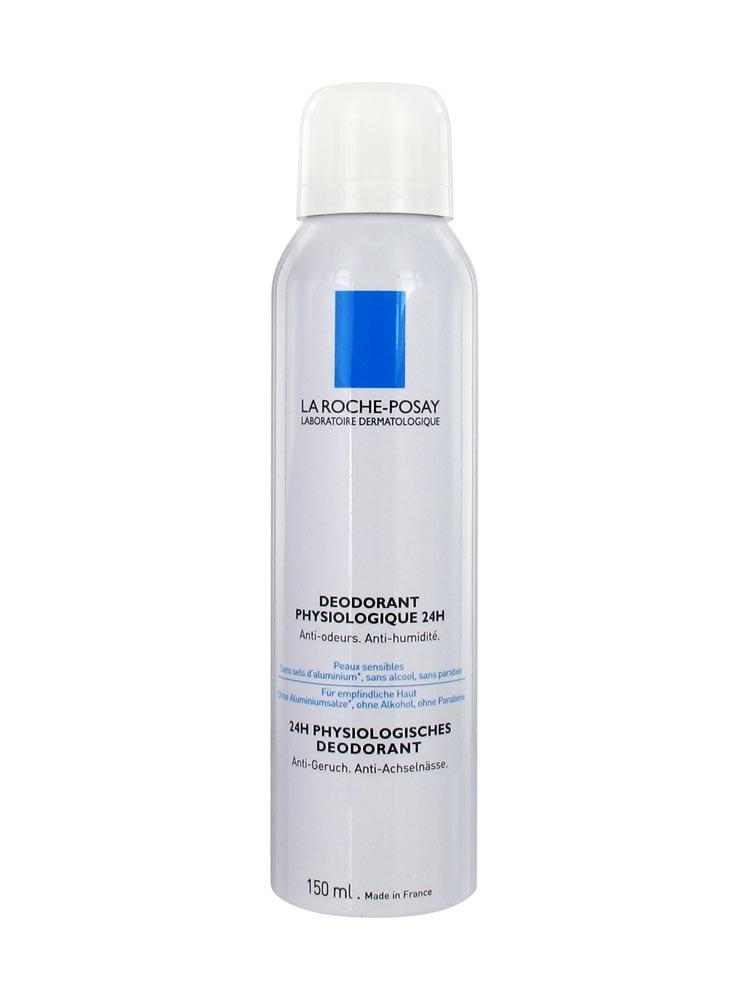 LA ROCHE-POSAY
LABORATOIRE DERMATOLOGIQUE
DEODORANT
PHYSIOLOGIQUE 24H
Anti-odeurs. Anti-humidité.
Peaux sensibles
Sans sels d'aluminium*, sans alcool, sans paraben
Für empfindliche Haut
Ohne Aluminiumsalze*, ohne Alkohol, ohne Parabene
24H PHYSIOLOGISCHES
DEODORANT
Anti-Geruch. Anti-Achselnässe.
150 ml . Made in France